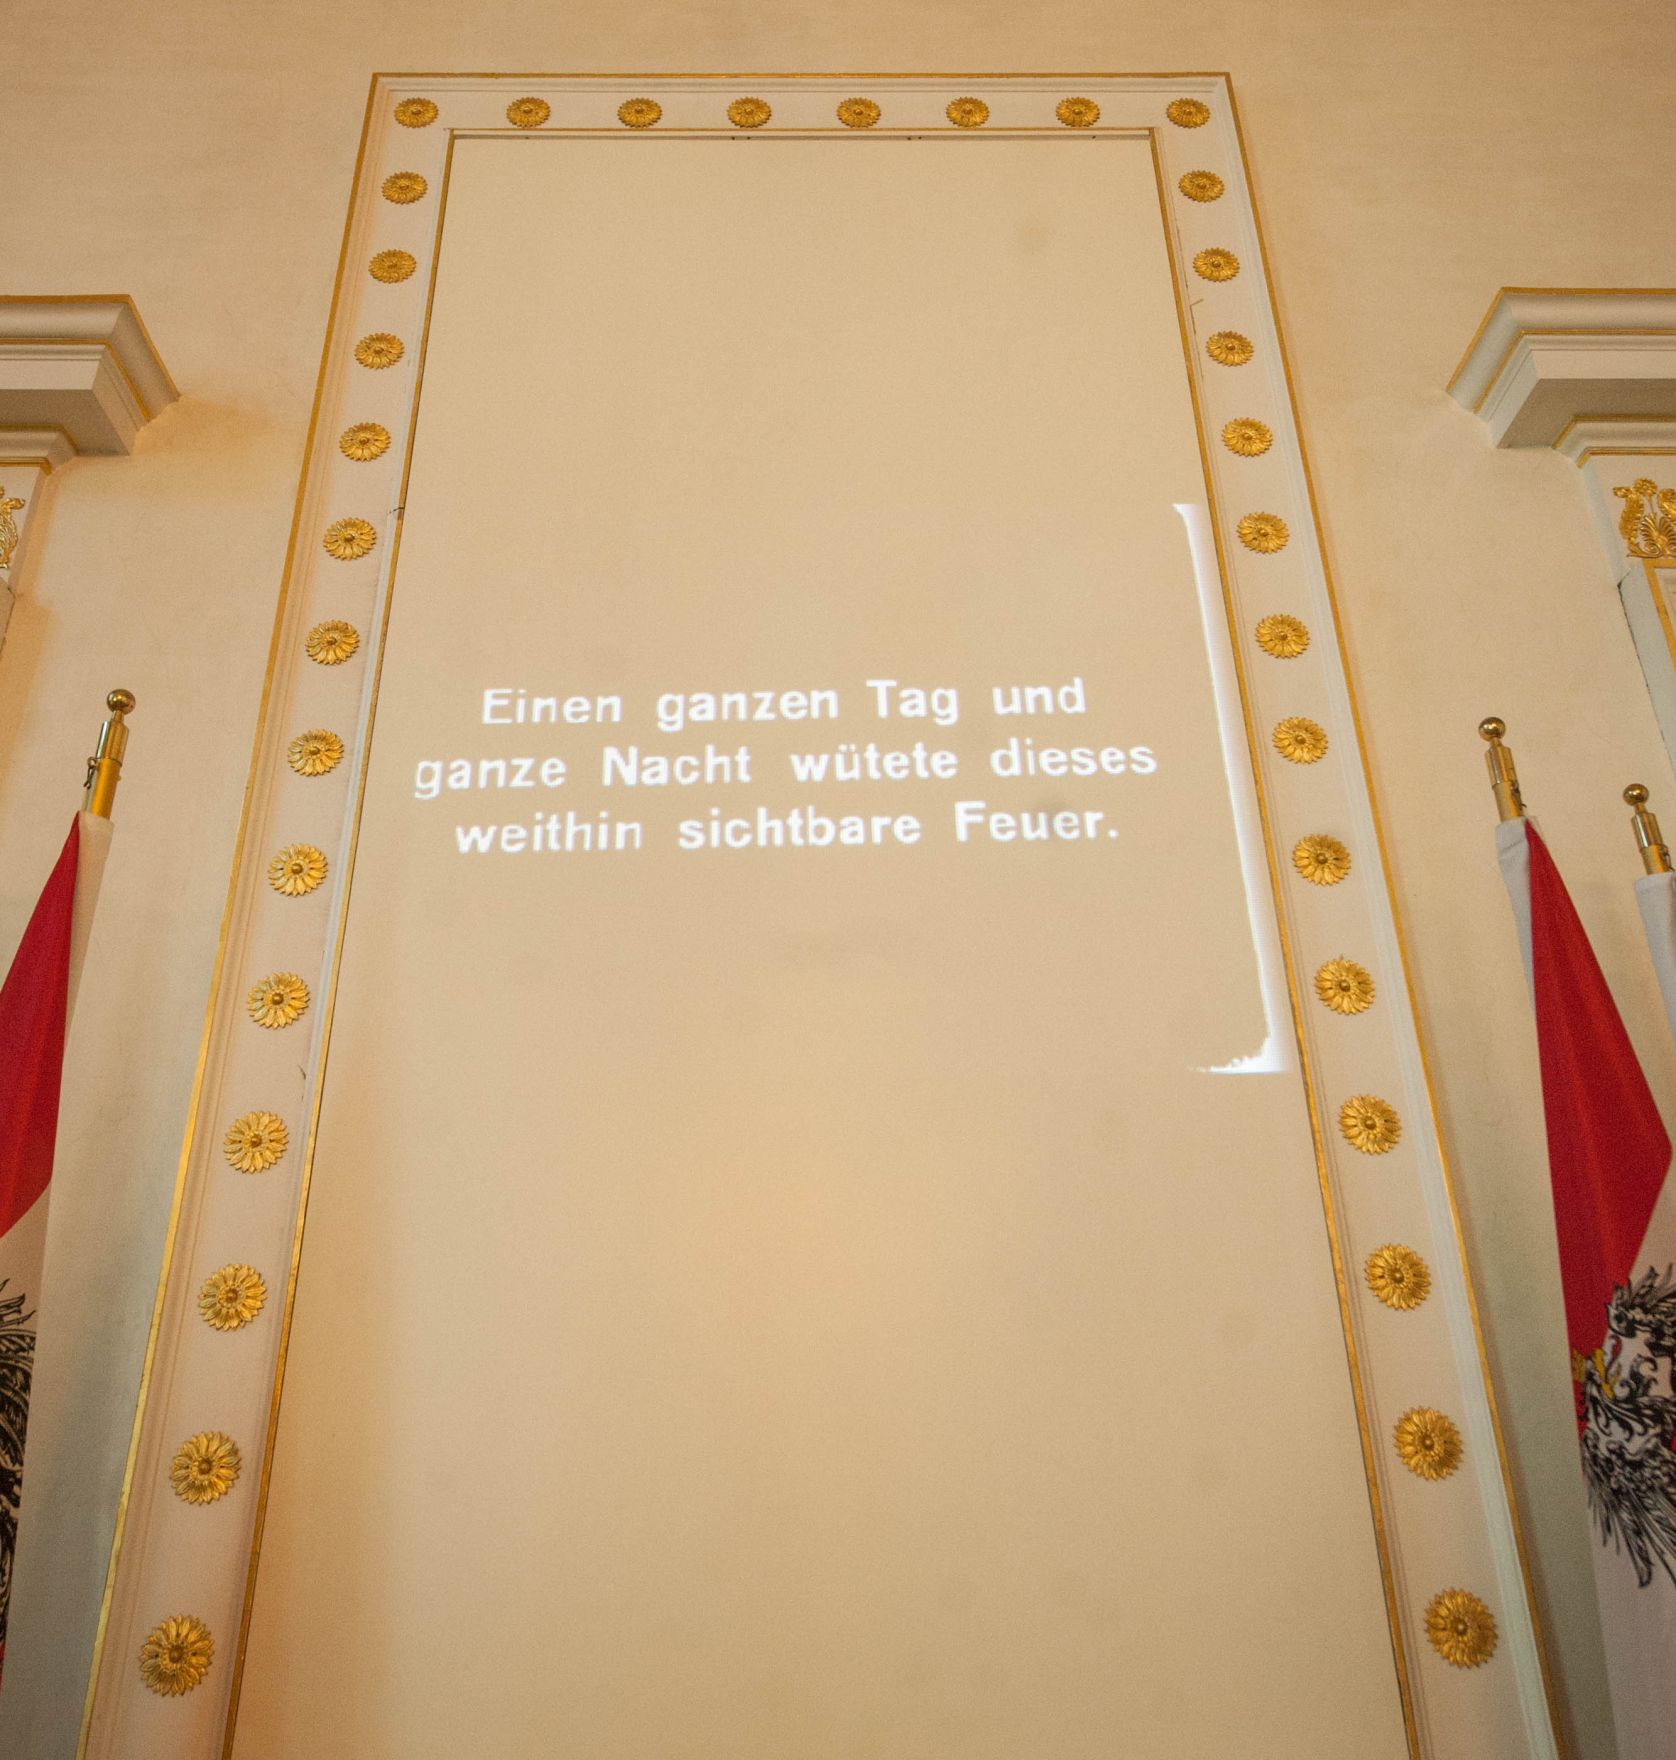 Einen ganzen Tag und
ganze Nacht wütete dieses
weithin sichtbare Feuer.